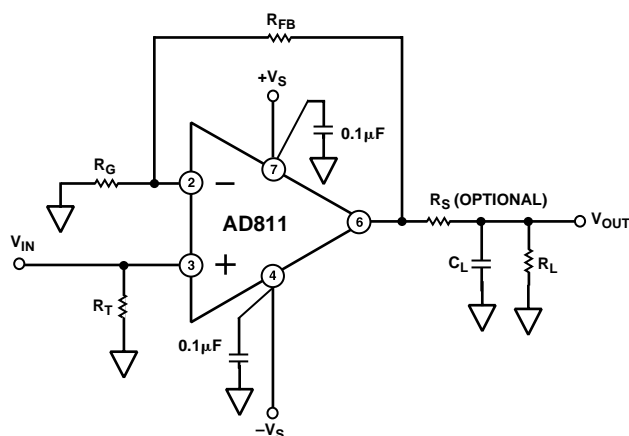 RFB
+VS
0.1µF
7
RG
2
–
AD811
6
RS (OPTIONAL)
VOUT
VIN
3
+
4
CL
RL
RT
0.1µF
–VS